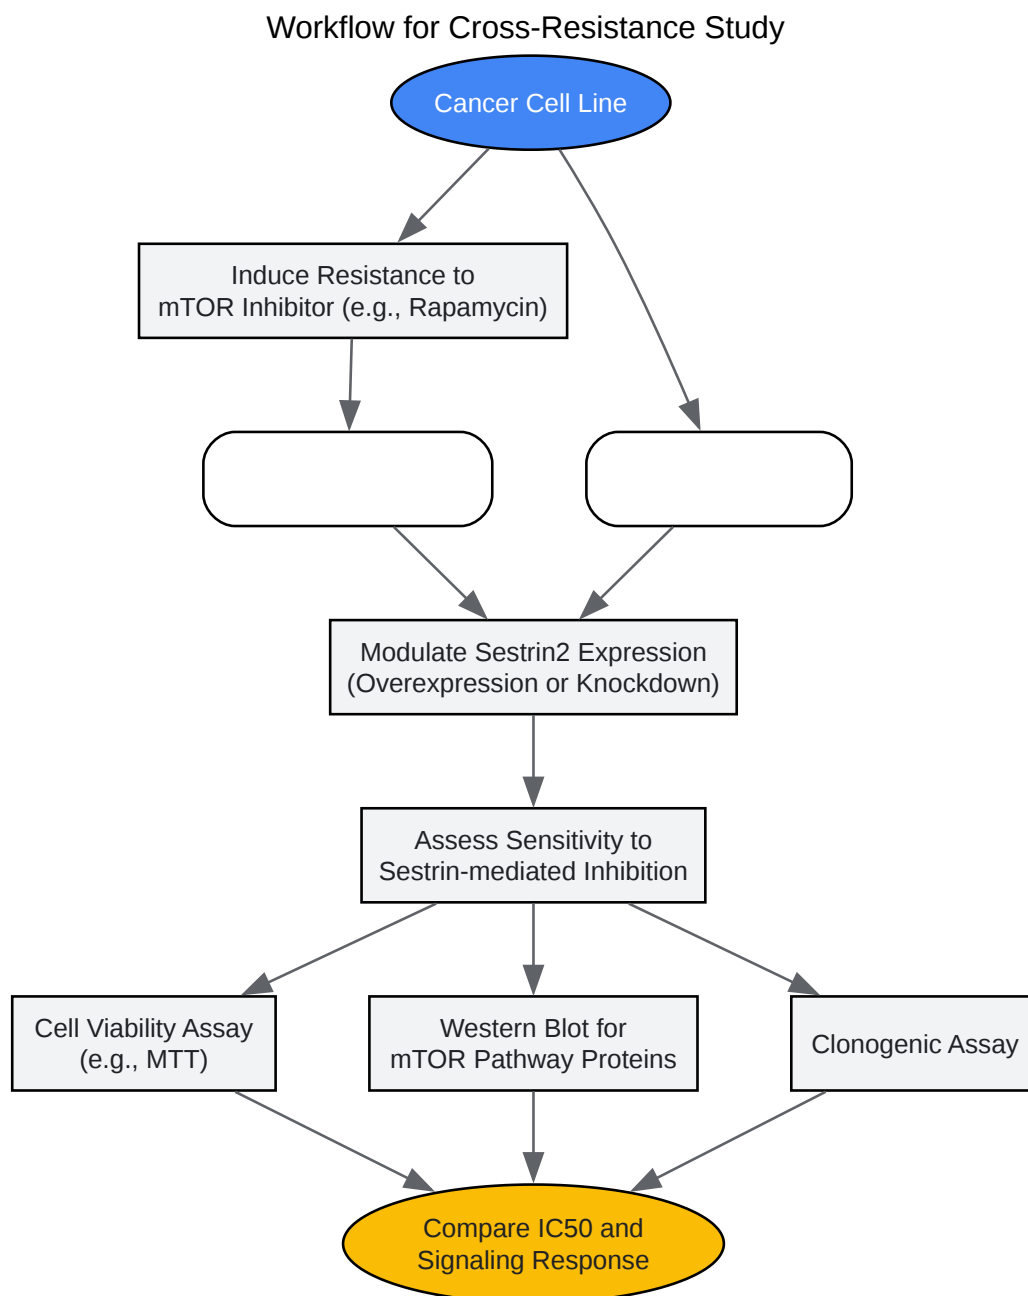 Workflow for Cross-Resistance Study
Cancer Cell Line
Induce Resistance to
mTOR Inhibitor (e.g., Rapamycin)
Modulate Sestrin2 Expression
(Overexpression or Knockdown)
Assess Sensitivity to
Sestrin-mediated Inhibition
Cell Viability Assay
(e.g., MTT)
Western Blot for
mTOR Pathway Proteins
Clonogenic Assay
Compare IC50 and
Signaling Response